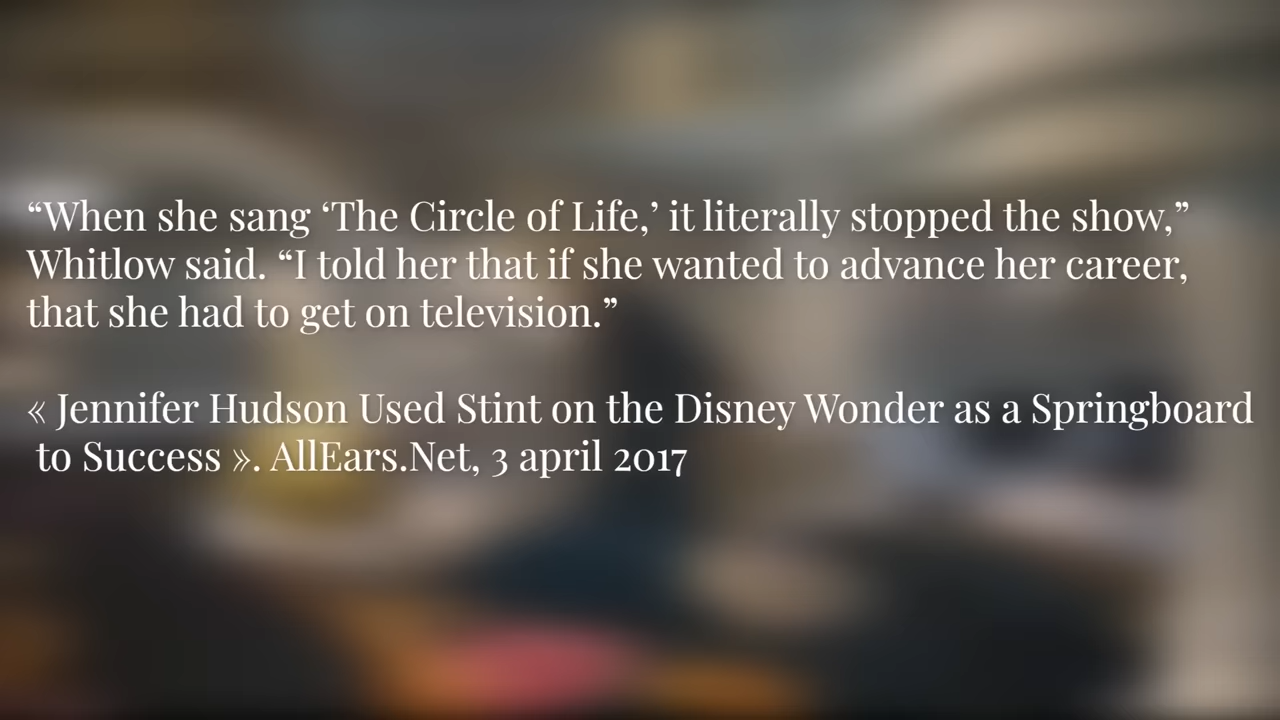 “When she sang ‘The Circle of Life,’ it literally stopped the show,”
Whitlow said. “I told her that if she wanted to advance her career,
that she had to get on television.”
« Jennifer Hudson Used Stint on the Disney Wonder as a Springboard
to Success ». AllEars.Net, 3 april 2017